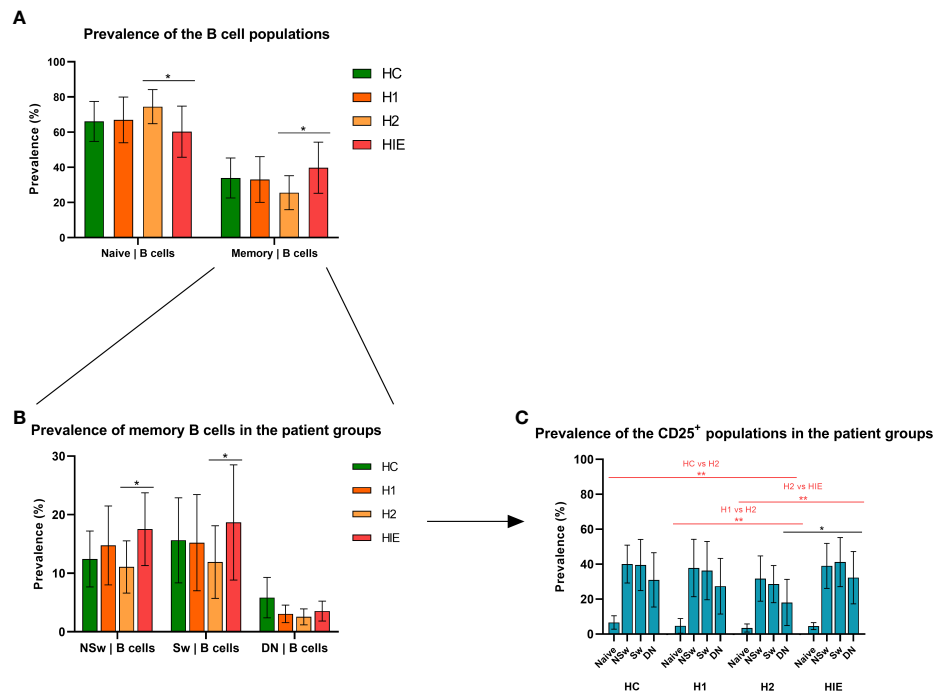 A
Prevalence of the B cell populations
Prevalence (%)
100
80
60
40
20
0
*
*
Naive | B cells
Memory | B cells
HC
H1
H2
HIE
B
Prevalence of memory B cells in the patient groups
Prevalence (%)
30
20
10
0
*
*
NSw | B cells
Sw | B cells
DN | B cells
HC
H1
H2
HIE
C
Prevalence of the CD25+ populations in the patient groups
Prevalence (%)
100
80
60
40
20
0
HC vs H2
**
H2 vs HIE
**
H1 vs H2
**
*
Naive NSw Sw DN Naive NSw Sw DN Naive NSw Sw DN Naive NSw Sw DN
HC H1 H2 HIE